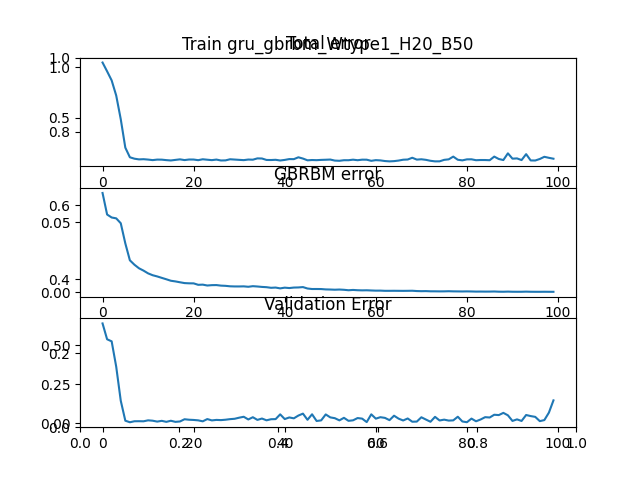 Train gru_gbrbm_Wtype1_H20_B50
Total error
1.0
1.0
0.5
0.8
0 20 40 60 80 100
GBRBM error
0.6
0.05
0.4
0.00
0 20 40 60 80 100
Validation Error
0.50
0.2
0.25
0.00
0.0
0 20 40 60 80 100
0.0 0.2 0.4 0.6 0.8 1.0